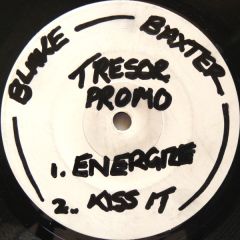 BLAKE BAXTER
TRESOR
PROMO
1. ENERGIZE
2.. KISS IT